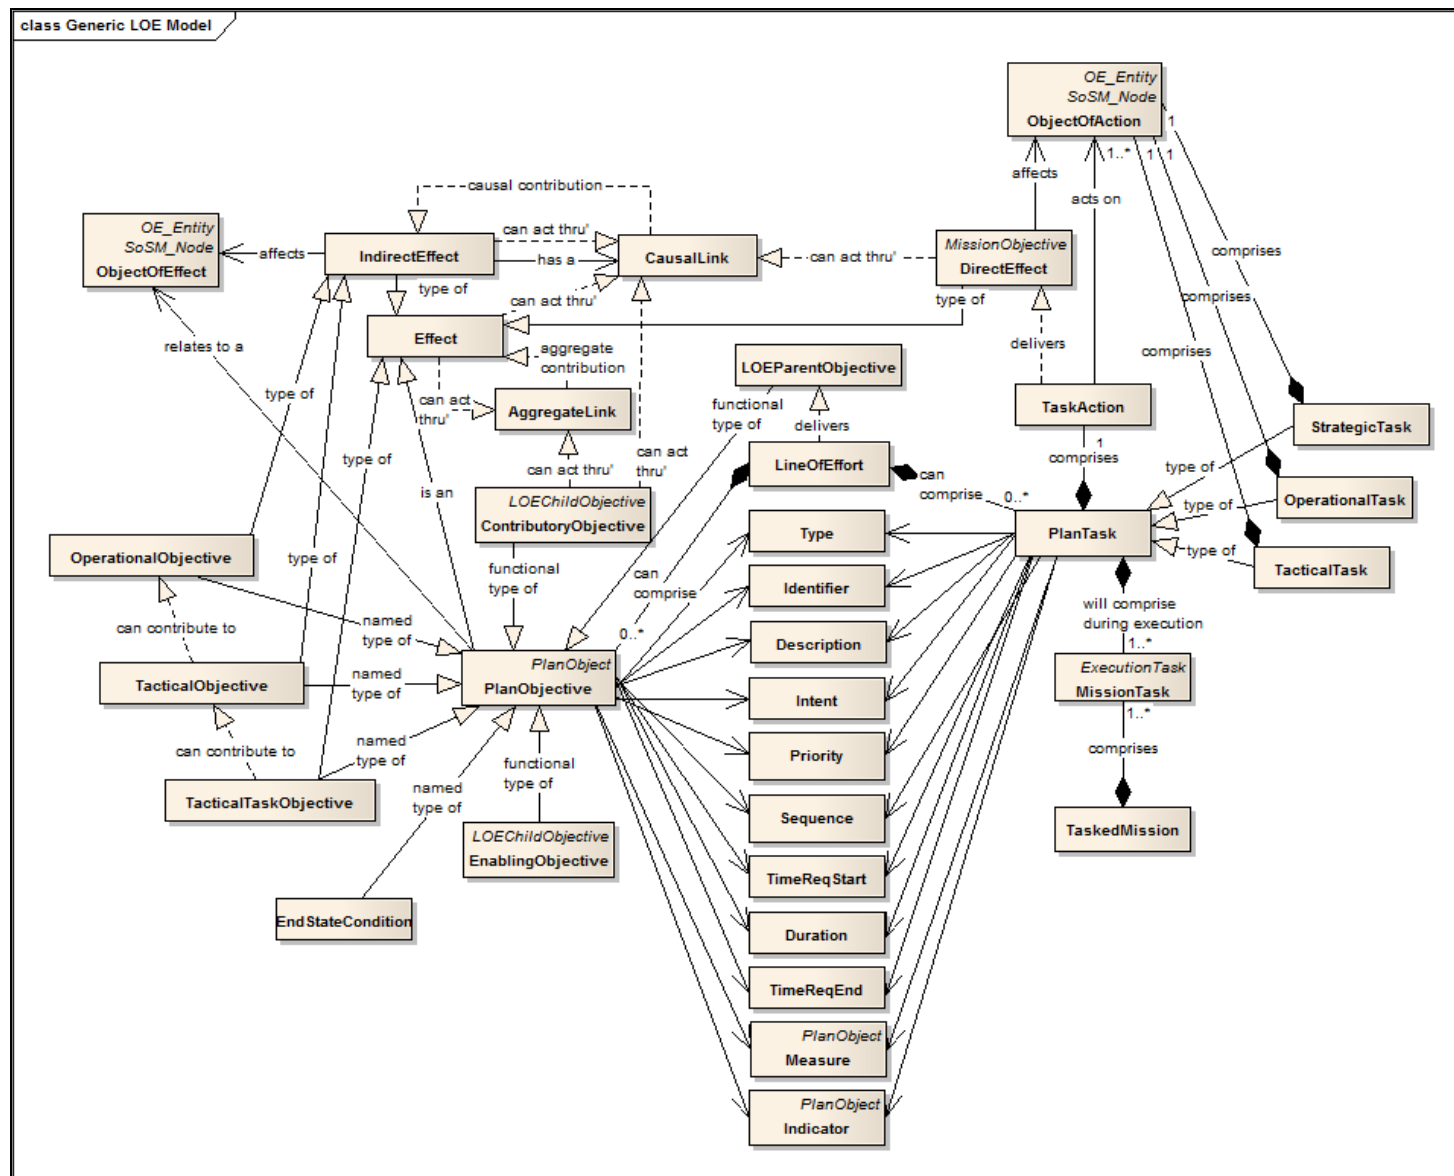 class Generic LOE Model
OE_Entity
SoSM_Node
ObjectOfAction
1
1..*
1
1
affects
acts on
comprises
comprises
comprises
causal contribution
OE_Entity
SoSM_Node
ObjectOfEffect
affects
IndirectEffect
can act thru'
has a
CausalLink
can act thru'
MissionObjective
DirectEffect
type of
type of
can act thru'
Effect
relates to a
aggregate
contribution
delivers
LOEParentObjective
functional
type of
can act
thru'
AggregateLink
type of
delivers
TaskAction
1
comprises
StrategicTask
can act thru'
can act
thru'
type of
LineOfEffort
can
comprise
0..*
type of
is an
LOEChildObjective
ContributoryObjective
OperationalTask
type of
Type
PlanTask
type of
TacticalTask
OperationalObjective
type of
functional
type of
can
comprise
0..*
Identifier
will comprise
during execution
1..*
can contribute to
named
type of
Description
PlanObject
PlanObjective
ExecutionTask
MissionTask
1..*
TacticalObjective
named
type of
Intent
can contribute to
named
type of
Priority
comprises
functional
type of
named
type of
TacticalTaskObjective
Sequence
TaskedMission
LOEChildObjective
EnablingObjective
TimeReqStart
EndStateCondition
Duration
TimeReqEnd
PlanObject
Measure
PlanObject
Indicator